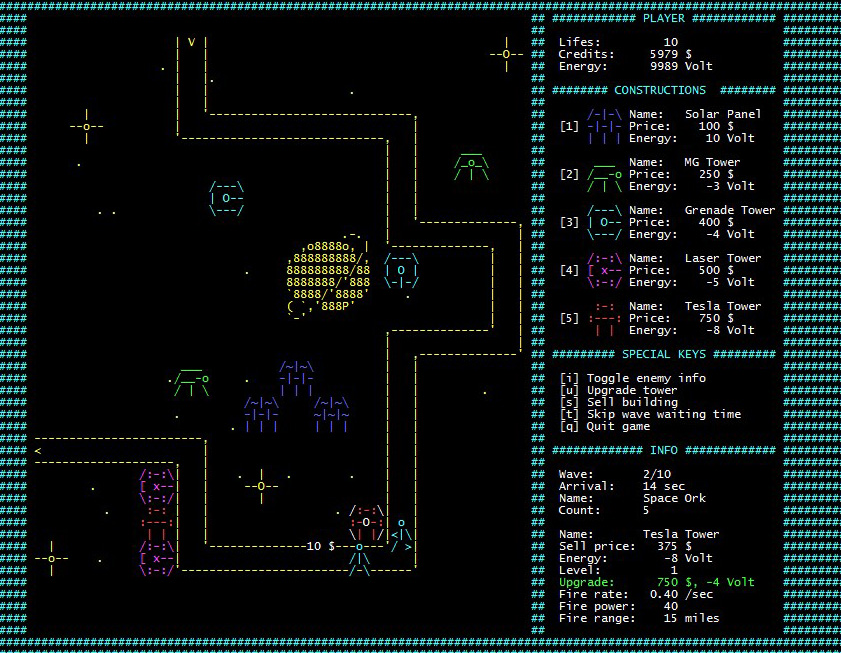 PLAYER
Lifes: 10
Credits: 5979 $
Energy: 9989 Volt
CONSTRUCTIONS
[1] Name: Solar Panel
Price: 100 $
Energy: 10 Volt
[2] Name: MG Tower
Price: 250 $
Energy: -3 Volt
[3] Name: Grenade Tower
Price: 400 $
Energy: -4 Volt
[4] Name: Laser Tower
Price: 500 $
Energy: -5 Volt
[5] Name: Tesla Tower
Price: 750 $
Energy: -8 Volt
SPECIAL KEYS
[i] Toggle enemy info
[u] Upgrade tower
[s] Sell building
[t] Skip wave waiting time
[q] Quit game
INFO
Wave: 2/10
Arrival: 14 sec
Name: Space Ork
Count: 5
Name: Tesla Tower
Sell price: 375 $
Energy: -8 Volt
Level: 1
Upgrade: 750 $, -4 Volt
Fire rate: 0.40 /sec
Fire power: 40
Fire range: 15 miles
10 $